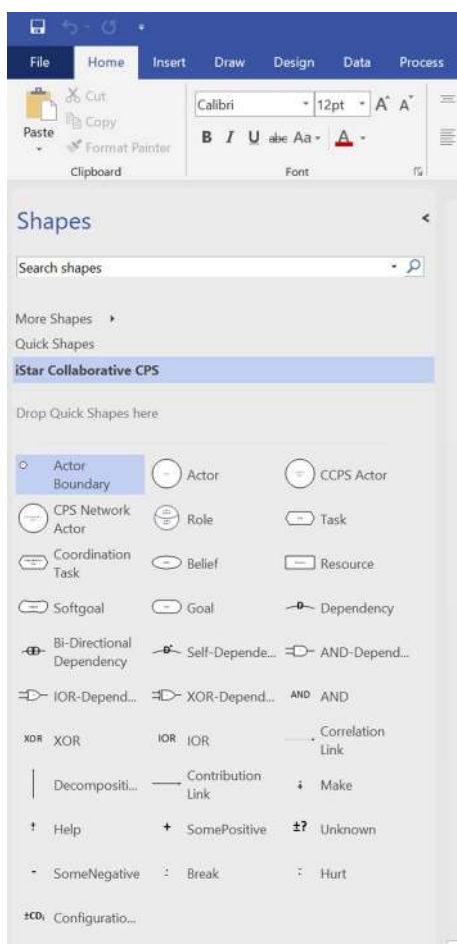 File Home Insert Draw Design Data Process
Cut
Copy
Paste
Format Painter
Calibri 12pt A A
B I U abc Aa A
Clipboard Font
Shapes
Search shapes
More Shapes
Quick Shapes
iStar Collaborative CPS
Drop Quick Shapes here
Actor Boundary
Actor
CCPS Actor
CPS Network Actor
Role
Task
Coordination Task
Belief
Resource
Softgoal
Goal
D Dependency
Bi-Directional Dependency
Self-Depende...
AND-Depend...
IOR-Depend...
XOR-Depend...
AND AND
XOR XOR
IOR IOR
Correlation Link
Decompositi...
Contribution Link
Make
Help
+ SomePositive
±? Unknown
- SomeNegative
Break
Hurt
±CDᵢ Configuratio...